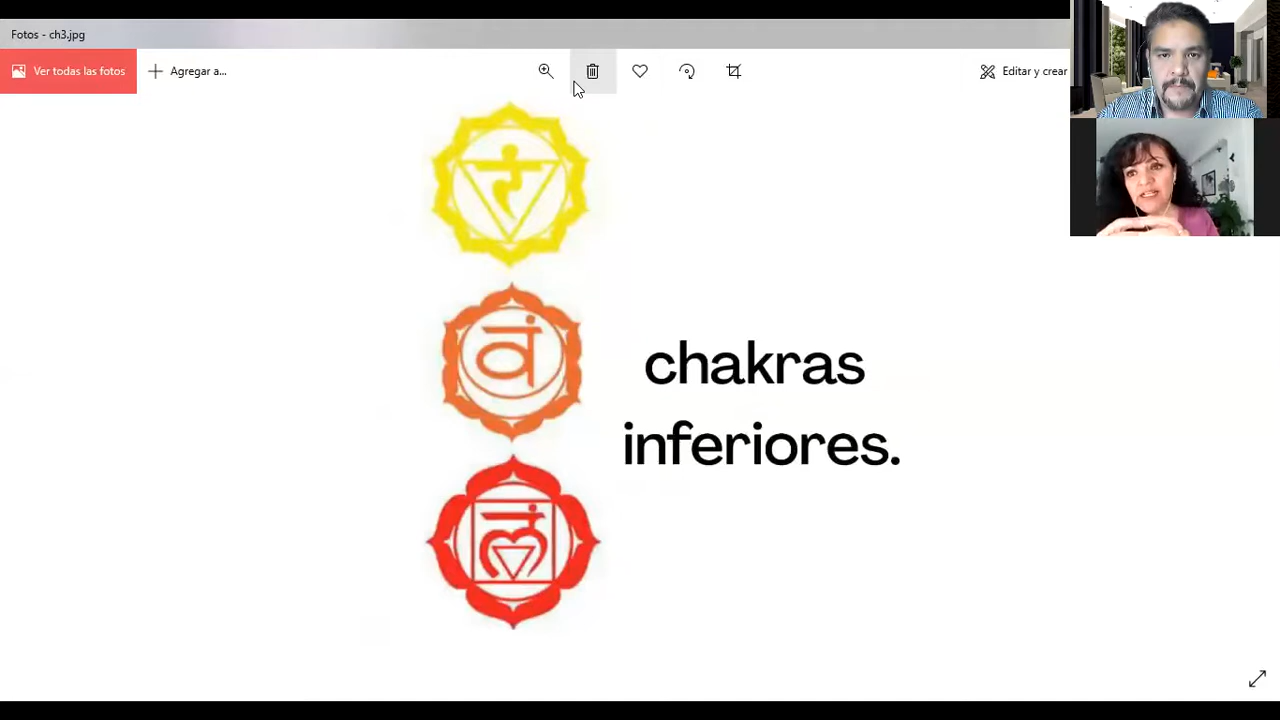 Fotos - ch3.jpg
Ver todas las fotos
Agregar a...
Editar y crear
रं
वं
chakras
inferiores.
लं